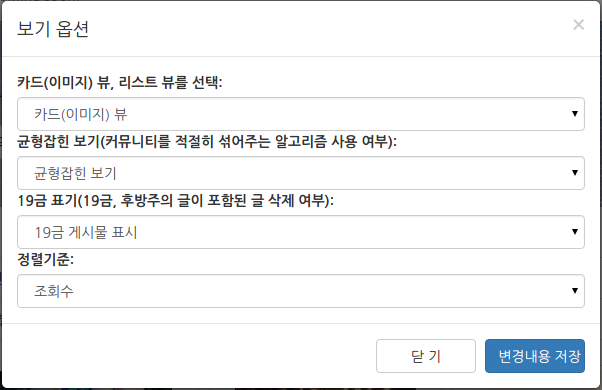 보기 옵션
×
카드(이미지) 뷰, 리스트 뷰를 선택:
카드(이미지) 뷰
균형잡힌 보기(커뮤니티를 적절히 섞어주는 알고리즘 사용 여부):
균형잡힌 보기
19금 표기(19금, 후방주의 글이 포함된 글 삭제 여부):
19금 게시물 표시
정렬기준:
조회수
닫 기
변경내용 저장